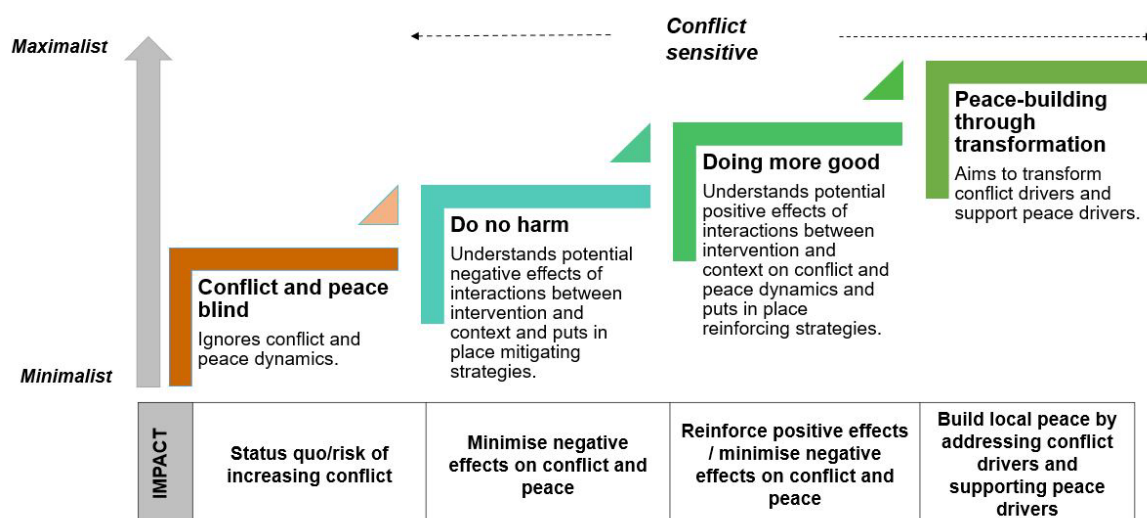 Maximalist
Conflict
sensitive
Peace-building
through
transformation
Aims to transform
conflict drivers and
support peace drivers.
Doing more good
Understands potential
positive effects of
interactions between
intervention and
context on conflict and
peace dynamics and
puts in place
reinforcing strategies.
Do no harm
Understands potential
negative effects of
interactions between
intervention and
context and puts in
place mitigating
strategies.
Conflict and peace
blind
Ignores conflict and
peace dynamics.
Minimalist
IMPACT
Status quo/risk of
increasing conflict
Minimise negative
effects on conflict and
peace
Reinforce positive effects
/ minimise negative
effects on conflict and
peace
Build local peace by
addressing conflict
drivers and
supporting peace
drivers